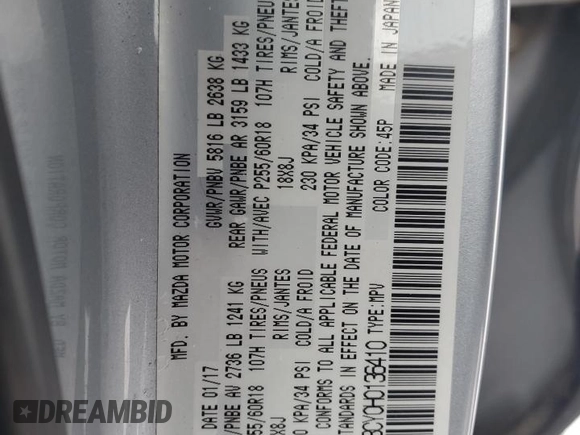 MFD. BY MAZDA MOTOR CORPORATION
DATE 01/17 GVWR/PNBV 5816 LB 2638 KG
/PNBE AV 2736 LB 1241 KG REAR GAWR/PNBE AR 3159 LB 1433 KG
255/60R18 107H TIRES/PNEUS WITH/AVEC P255/60R18 107H TIRES/PNEU
8J RIMS/JANTES 18X8J RIMS/JANTES
0 KPA/34 PSI COLD/A FROID 230 KPA/34 PSI COLD/A FROID
CONFORMS TO ALL APPLICABLE FEDERAL MOTOR VEHICLE SAFETY AND THEFT
STANDARDS IN EFFECT ON THE DATE OF MANUFACTURE SHOWN ABOVE.
3CY0H0136410 TYPE: MPV COLOR CODE: 45P MADE IN JAPAN
DREAMBID